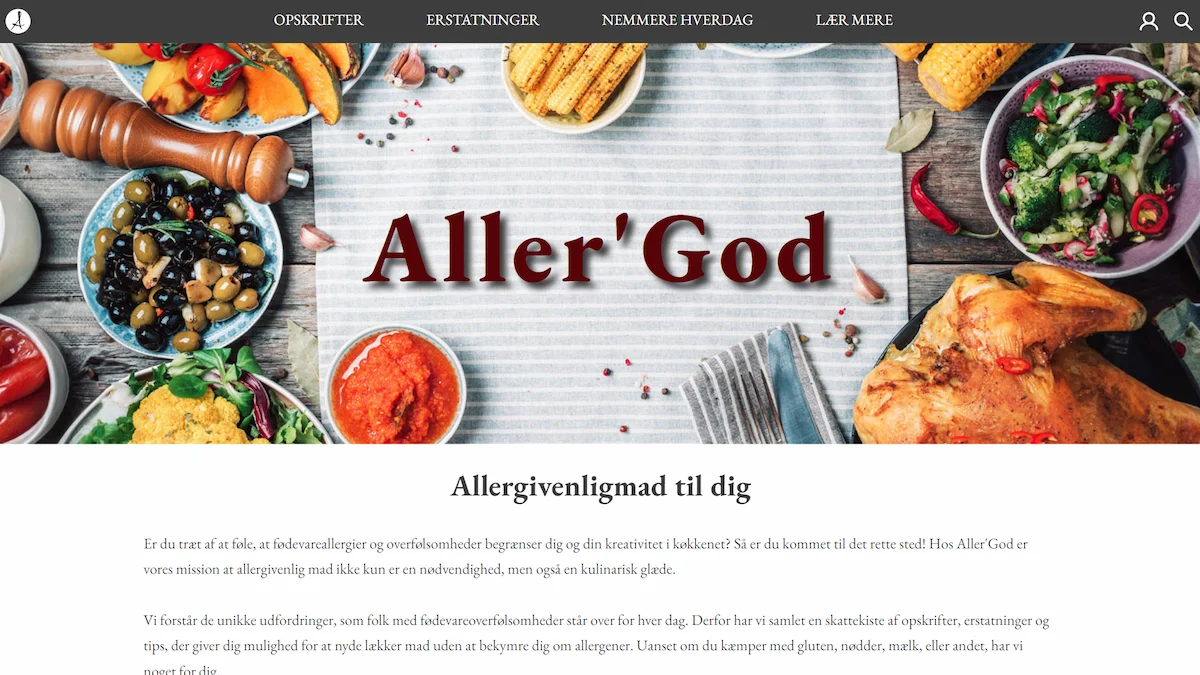 OPSKRIFTER ERSTATNINGER NEMMERE HVERDAG LÆR MERE
Aller'God
Allergivenligmad til dig
Er du træt af at føle, at fødevareallergier og overfølsomheder begrænser dig og din kreativitet i køkkenet? Så er du kommet til det rette sted! Hos Aller'God er
vores mission at allergivenlig mad ikke kun er en nødvendighed, men også en kulinarisk glæde.
Vi forstår de unikke udfordringer, som folk med fødevareoverfølsomheder står over for hver dag. Derfor har vi samlet en skattekiste af opskrifter, erstatninger og
tips, der giver dig mulighed for at nyde lækker mad uden at bekymre dig om allergener. Uanset om du kæmper med gluten, nødder, mælk, eller andet, har vi
noget for dig.